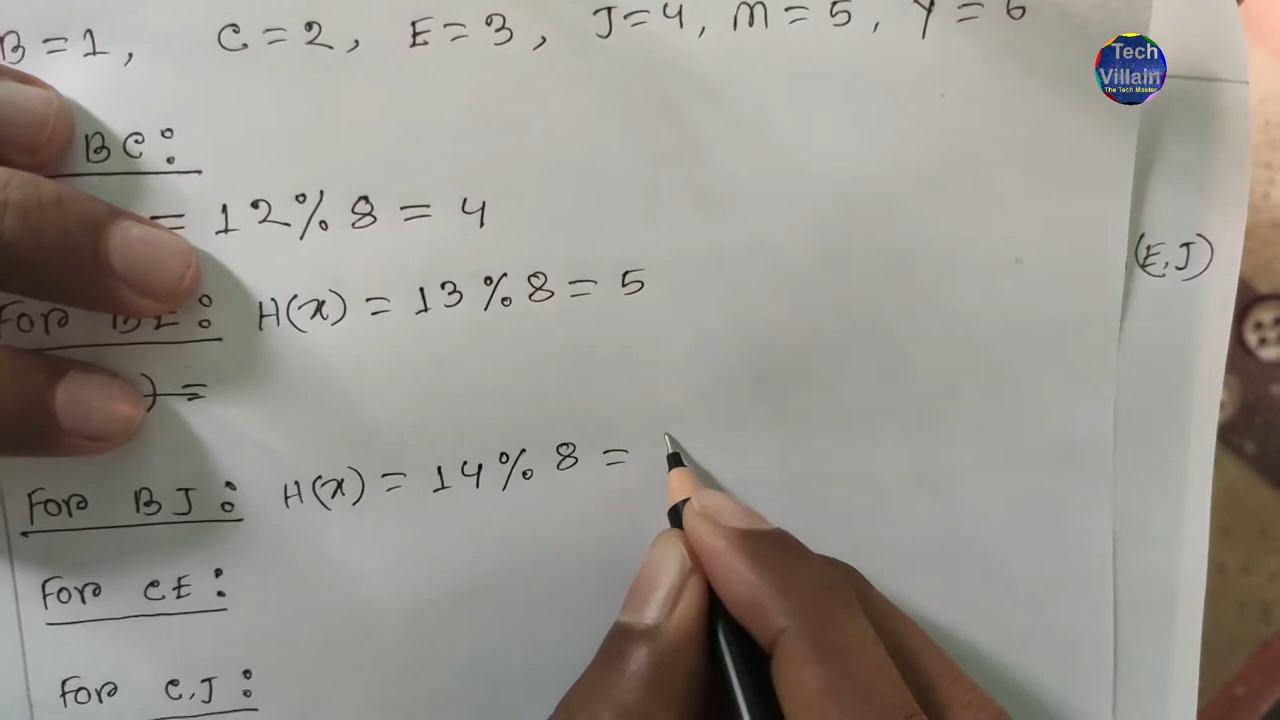 B = 1, C = 2, E = 3, J = 4, M = 5, Y = 6
Tech
Villain
The Tech Master
BC:
= 12 % 8 = 4
(E, J)
For BE: H(x) = 13 % 8 = 5
) =
For BJ: H(x) = 14 % 8 =
For CE:
For C,J: